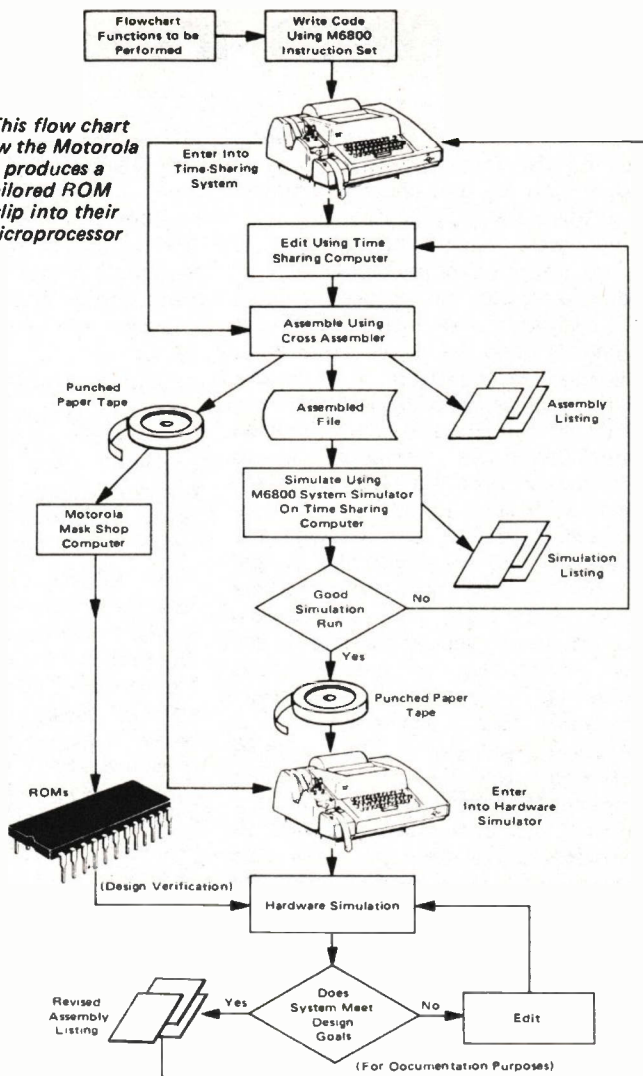 Flowchart
Functions to be
Performed
Write Code
Using M6800
Instruction Set
This flow chart
the Motorola
produces a
ROM
into their
Enter Into
Time-Sharing
System
Edit Using Time
Sharing Computer
Assemble Using
Cross Assembler
Punched
Paper Tape
Assembled
File
Assembly
Listing
Motorola
Mask Shop
Computer
Simulate Using
M6800 System Simulator
On Time Sharing
Computer
Simulation
Listing
Good
Simulation
Run
No
Yes
Punched Paper
Tape
ROMs
Enter
Into Hardware
Simulator
(Design Verification)
Hardware Simulation
Revised
Assembly
Listing
Yes
Does
System Meet
Design
Goals
No
Edit
(For Documentation Purposes)